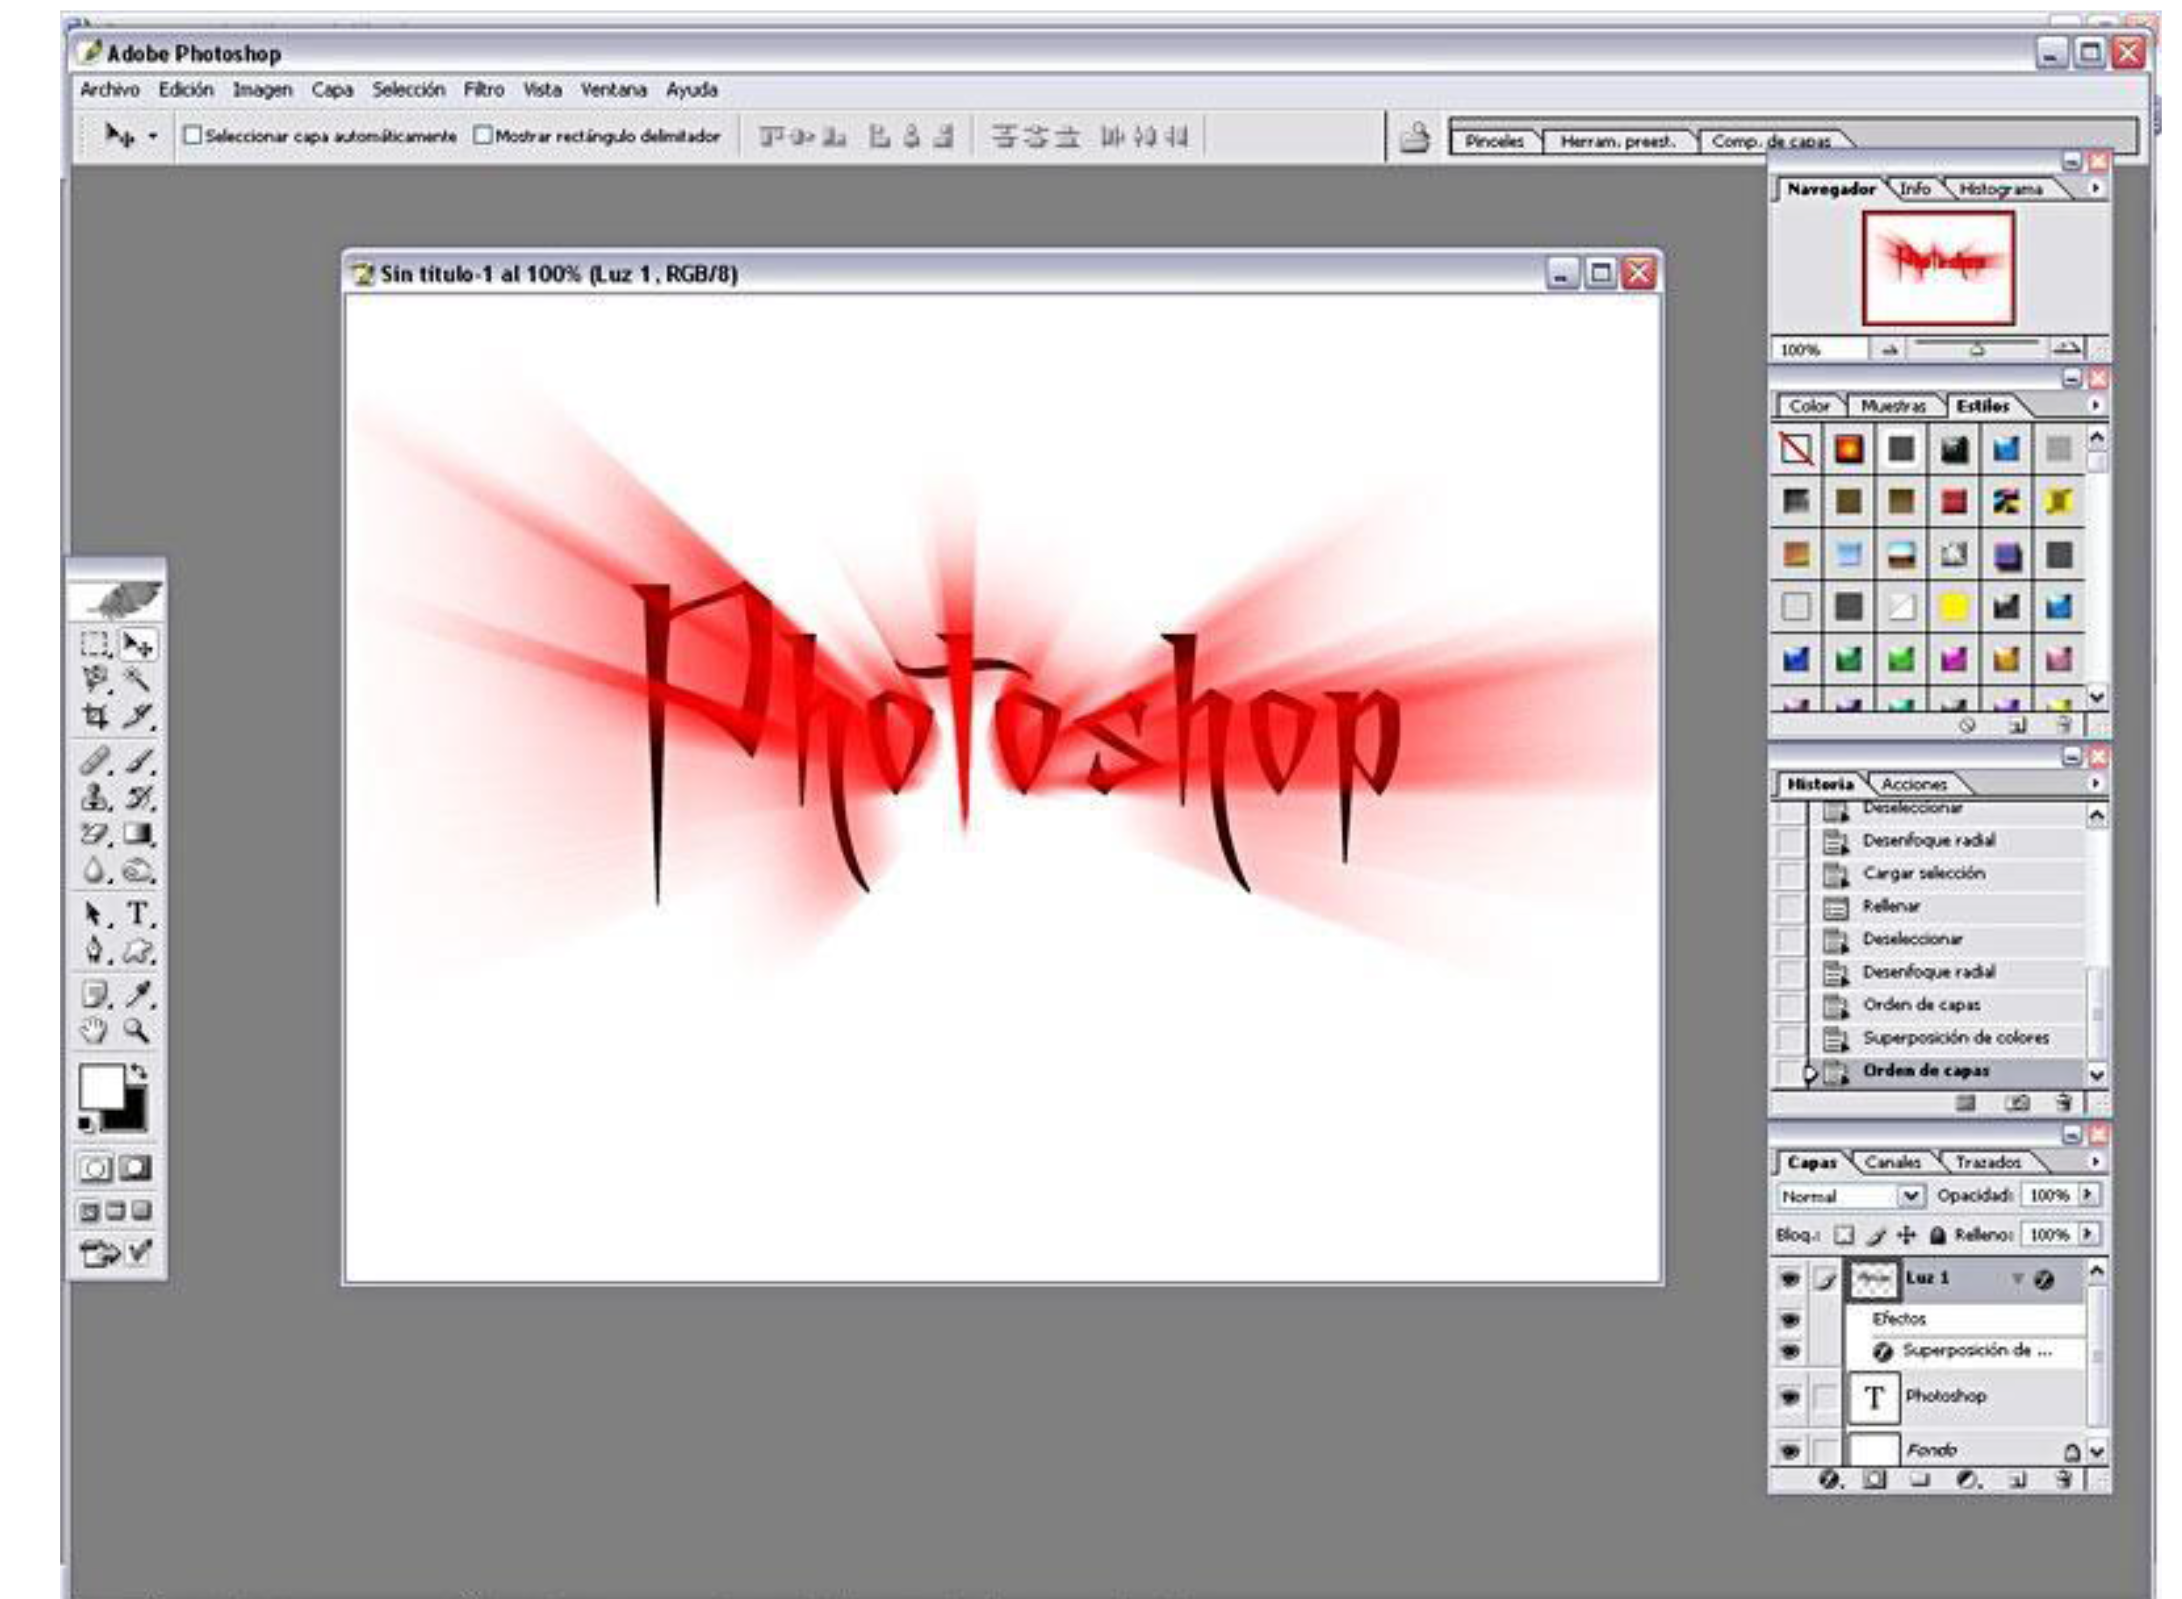 Adobe Photoshop
Archivo Edición Imagen Capa Selección Filtro Vista Ventana Ayuda
Seleccionar capa automáticamente Mostrar rectángulo delimitador
Pinceles Herram. preest. Comp. de capas
Navegador Info Histograma
100%
Sin título-1 al 100% (Luz 1, RGB/8)
Photoshop
Color Muestras Estilos
Historia Acciones
Deseleccionar
Desenfoque radial
Cargar selección
Rellenar
Deseleccionar
Desenfoque radial
Orden de capas
Superposición de colores
Orden de capas
Capas Canales Trazados
Normal Opacidad: 100%
Bloq.: Relleno: 100%
Luz 1
Efectos
Superposición de ...
T Photoshop
Fondo